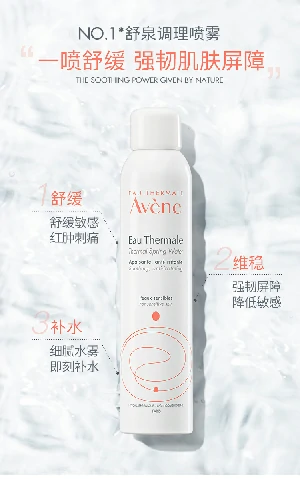 NO.1*舒泉调理喷雾
“一喷舒缓 强韧肌肤屏障”
THE SOOTHING POWER GIVEN BY NATURE
EAU THERMALE
Avène
Eau Thermale
Thermal Spring Water
1 舒缓
舒缓敏感
红肿刺痛
2 维稳
强韧屏障
降低敏感
3 补水
细腻水雾
即刻补水